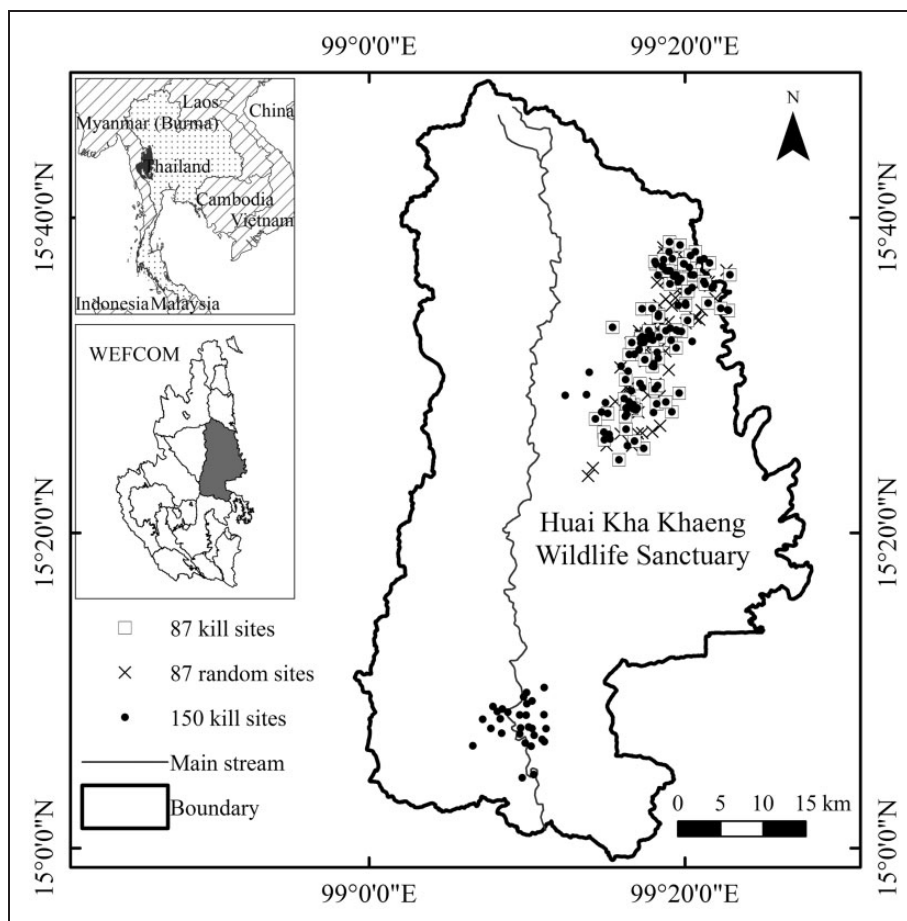 99°0'0"E
99°20'0"E
N
Laos
China
Myanmar (Burma)
Thailand
Cambodia
Vietnam
Indonesia
Malaysia
15°40'0"N
15°40'0"N
WEFCOM
15°20'0"N
15°20'0"N
Huai Kha Khaeng
Wildlife Sanctuary
87 kill sites
87 random sites
150 kill sites
Main stream
Boundary
0 5 10 15 km
15°0'0"N
15°0'0"N
99°0'0"E
99°20'0"E